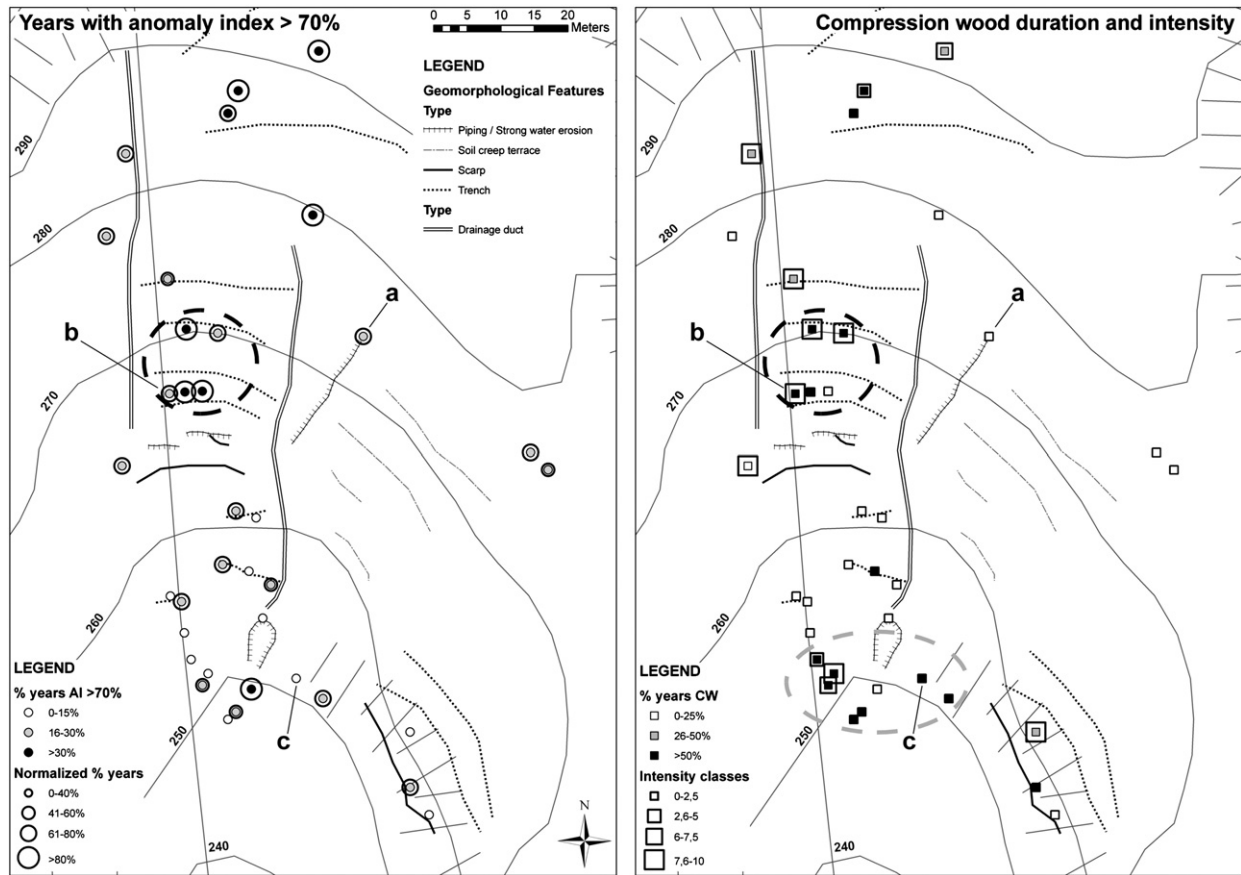 Years with anomaly index > 70%
0 10 20
Meters
LEGEND
Geomorphological Features
Type
Piping / Strong water erosion
Soil creep terrace
Scarp
Trench
Type
Drainage duct
290
280
270
260
250
240
a
b
c
LEGEND
% years AI >70%
0-15%
16-30%
>30%
Normalized % years
0-40%
41-60%
61-80%
>80%
N
Compression wood duration and intensity
290
280
270
260
250
240
a
b
c
LEGEND
% years CW
0-25%
26-50%
>50%
Intensity classes
0-2,5
2,6-5
6-7,5
7,6-10